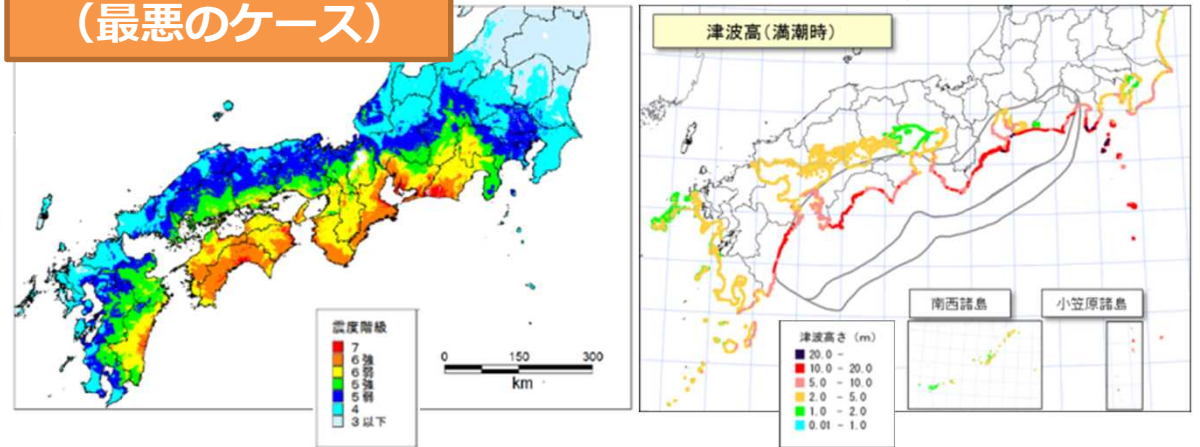 （最悪のケース）
震度階級
7
6強
6弱
5強
5弱
4
3以下
0 150 300
km
津波高（満潮時）
南西諸島
小笠原諸島
津波高さ（m）
20.0 -
10.0 - 20.0
5.0 - 10.0
2.0 - 5.0
1.0 - 2.0
0.01 - 1.0